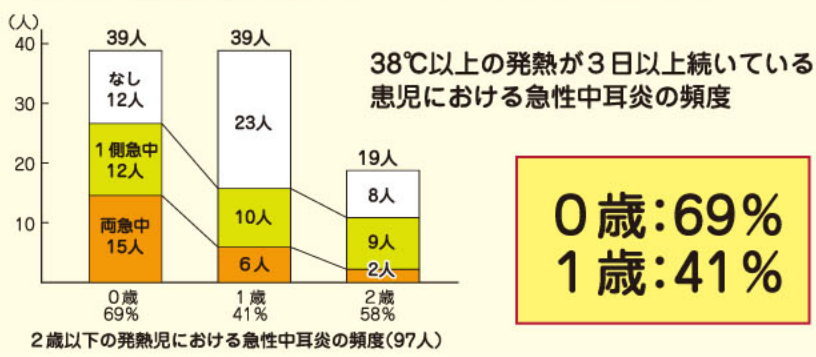 (人)
40
30
20
10
39人
なし
12人
1側急中
12人
両急中
15人
0歳
69%
39人
23人
10人
6人
1歳
41%
19人
8人
9人
2人
2歳
58%
2歳以下の発熱児における急性中耳炎の頻度(97人)
38℃以上の発熱が3日以上続いている
患児における急性中耳炎の頻度
0歳:69%
1歳:41%